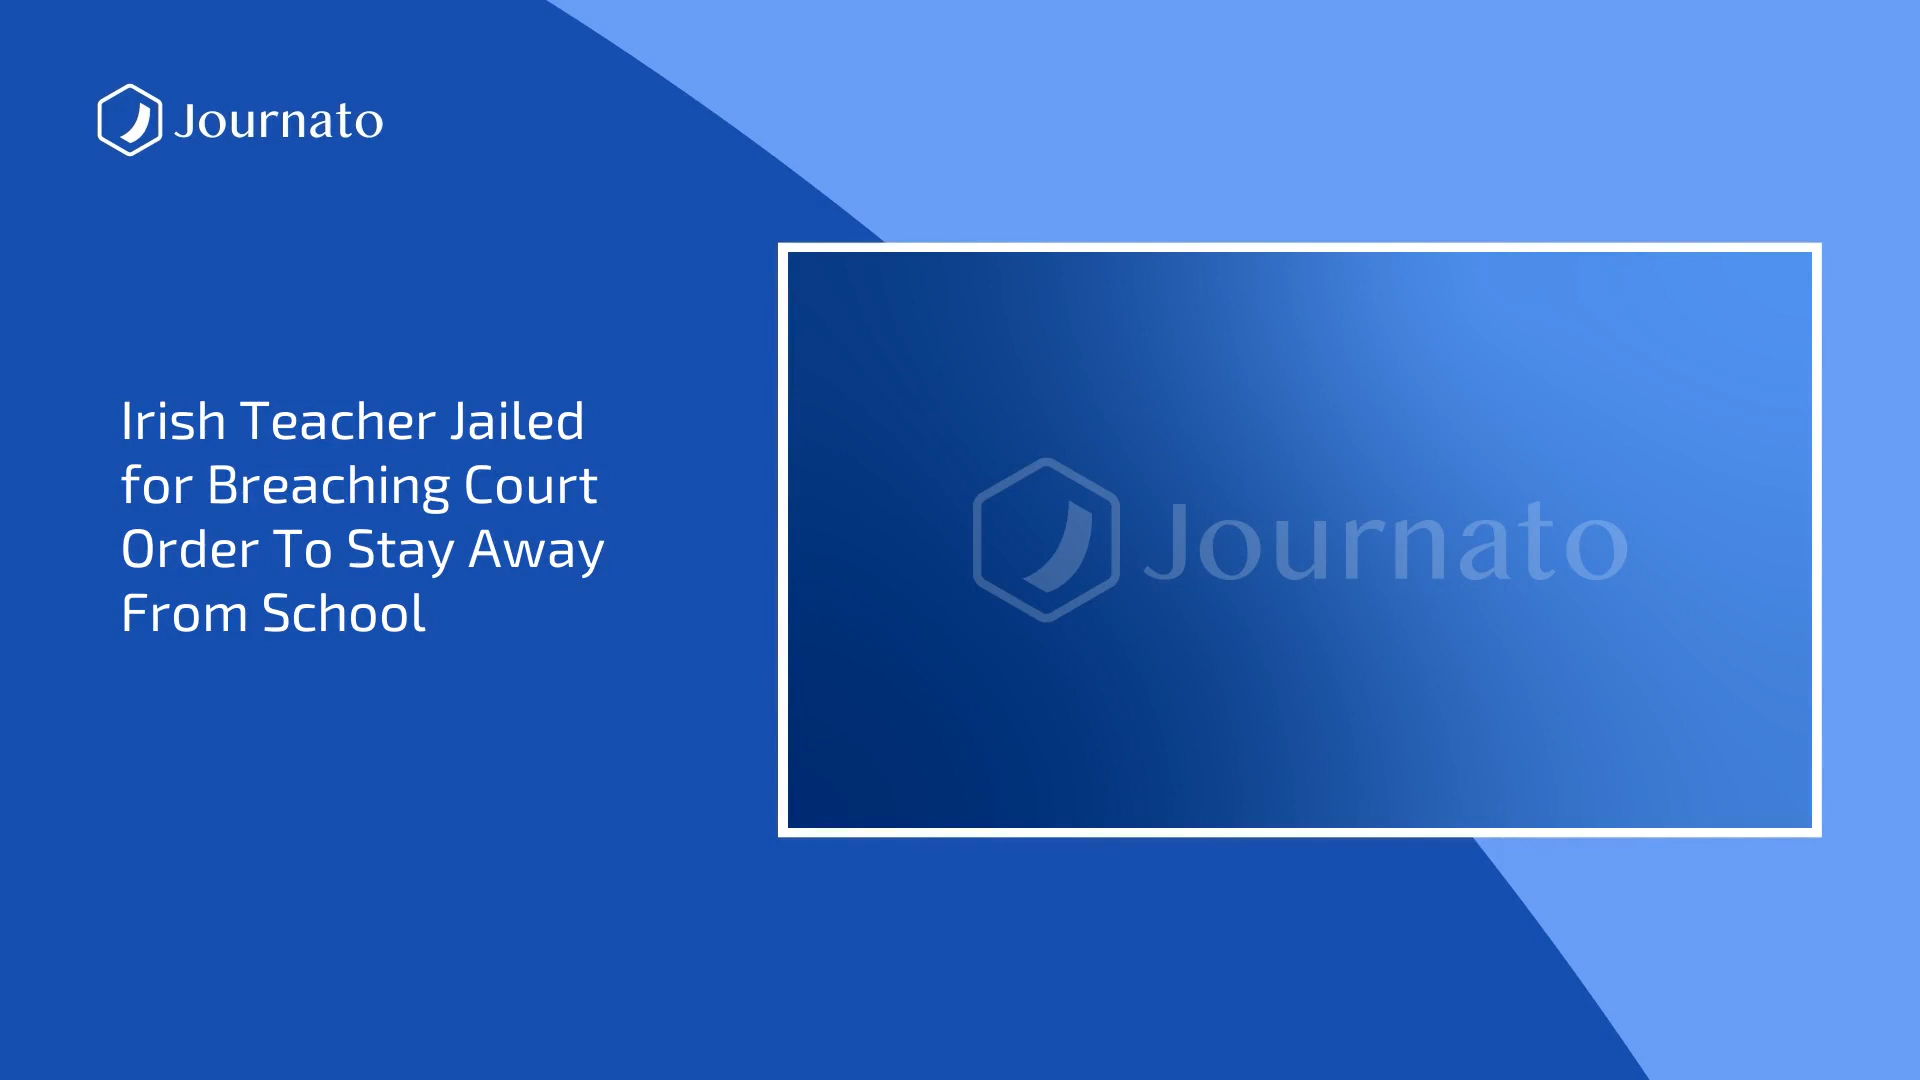 Journato
Irish Teacher Jailed
for Breaching Court
Order To Stay Away
From School
Journato